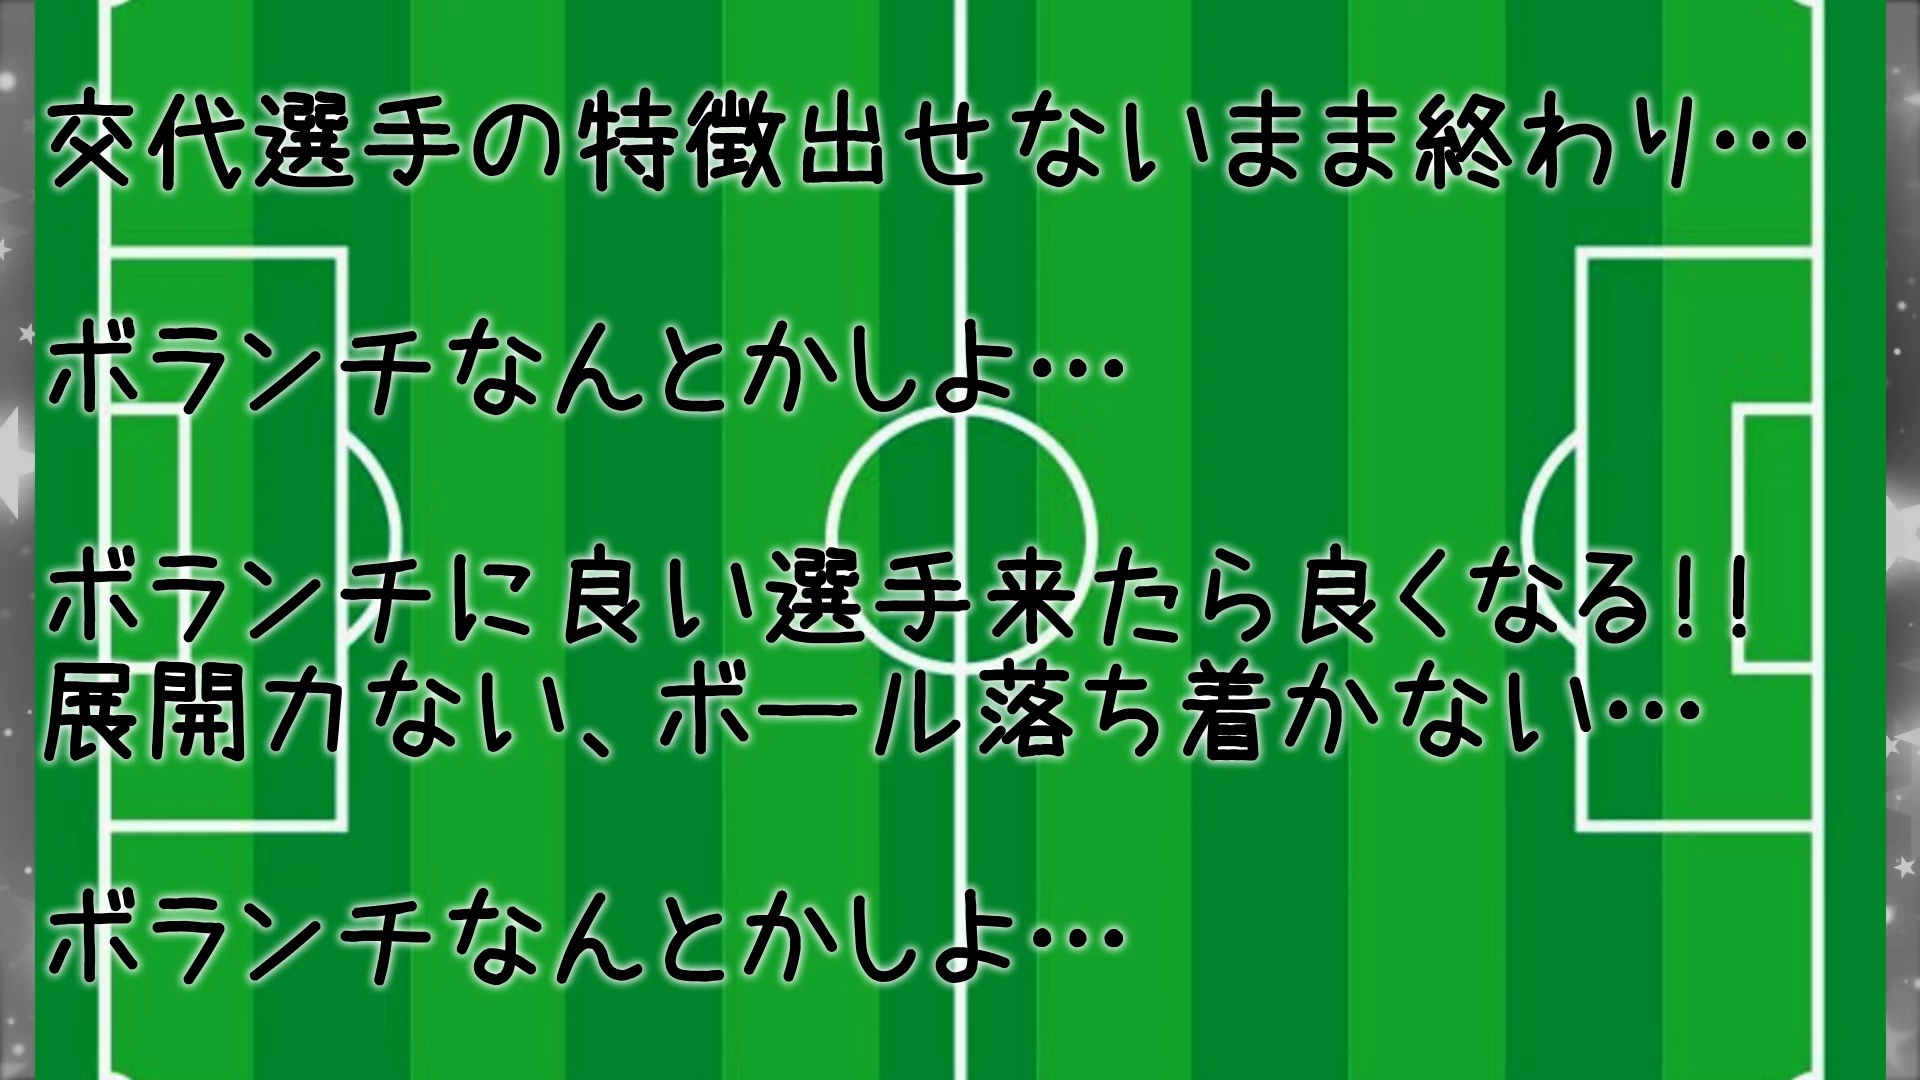 交代選手の特徴出せないまま終わり…
ボランチなんとかしよ…
ボランチに良い選手来たら良くなる!!
展開力ない、ボール落ち着かない…
ボランチなんとかしよ…